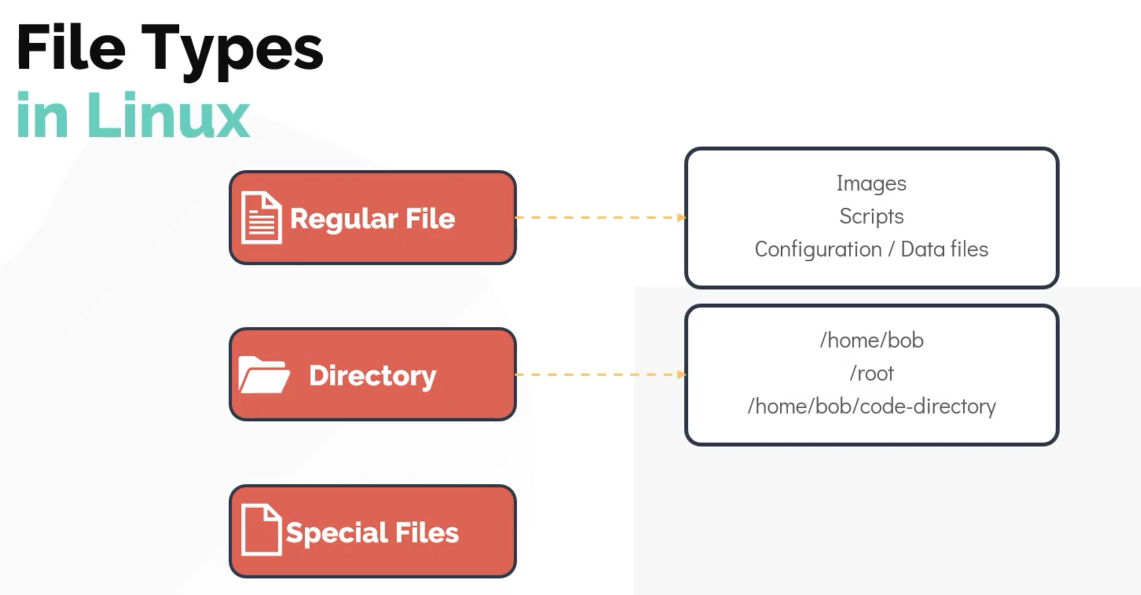 File Types
in Linux
Regular File
Images
Scripts
Configuration / Data files
Directory
/home/bob
/root
/home/bob/code-directory
Special Files